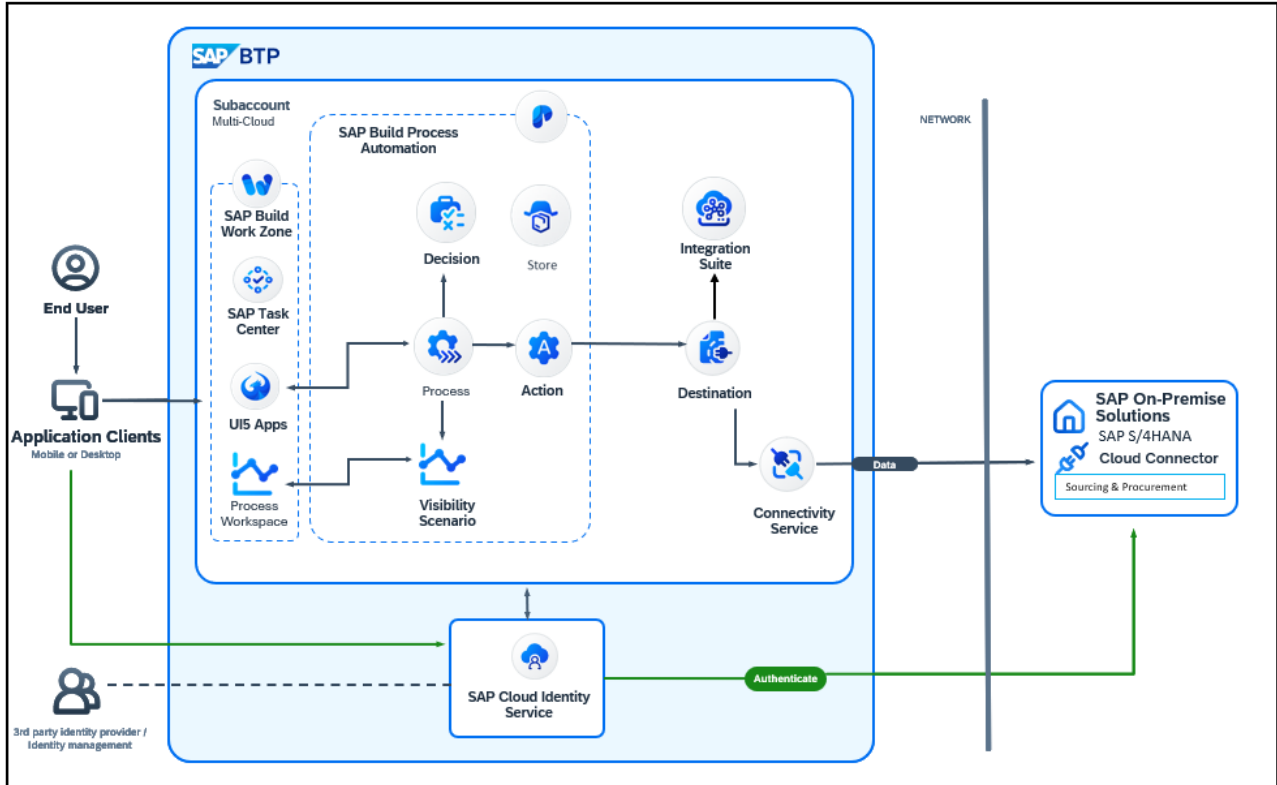 SAP BTP
Subaccount
Multi-Cloud
SAP Build Process
Automation
NETWORK
SAP Build
Work Zone
Decision
Store
Integration
Suite
End User
SAP Task
Center
Process
Action
Destination
UI5 Apps
Application Clients
Mobile or Desktop
SAP On-Premise
Solutions
SAP S/4HANA
Cloud Connector
Sourcing & Procurement
Data
Process
Workspace
Visibility
Scenario
Connectivity
Service
SAP Cloud Identity
Service
Authenticate
3rd party identity provider /
Identity management
A